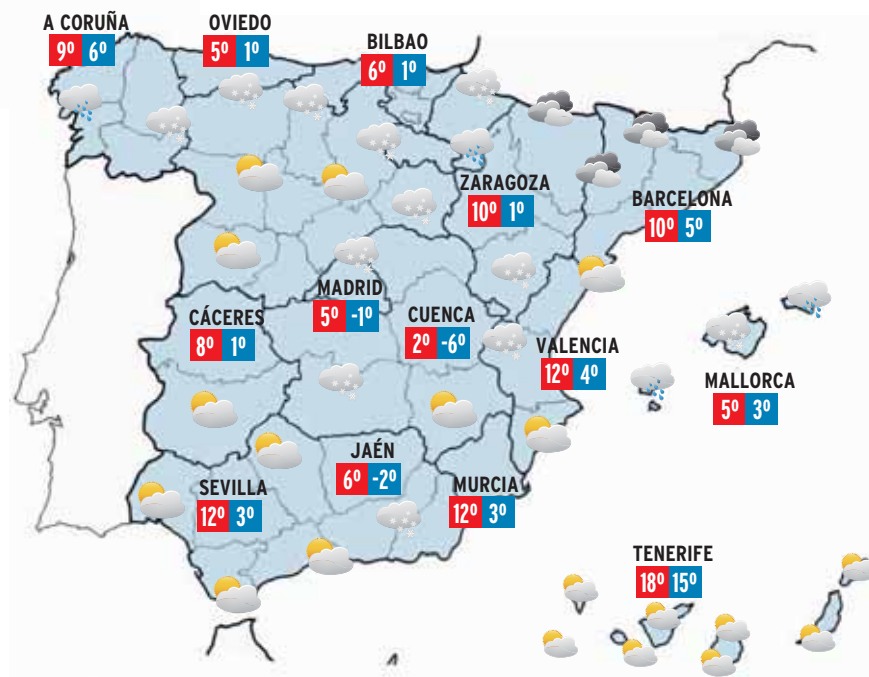 A CORUÑA
9º 6º
OVIEDO
5º 1º
BILBAO
6º 1º
ZARAGOZA
10º 1º
BARCELONA
10º 5º
MADRID
5º -1º
CÁCERES
8º 1º
CUENCA
2º -6º
VALENCIA
12º 4º
MALLORCA
5º 3º
JAÉN
6º -2º
SEVILLA
12º 3º
MURCIA
12º 3º
TENERIFE
18º 15º